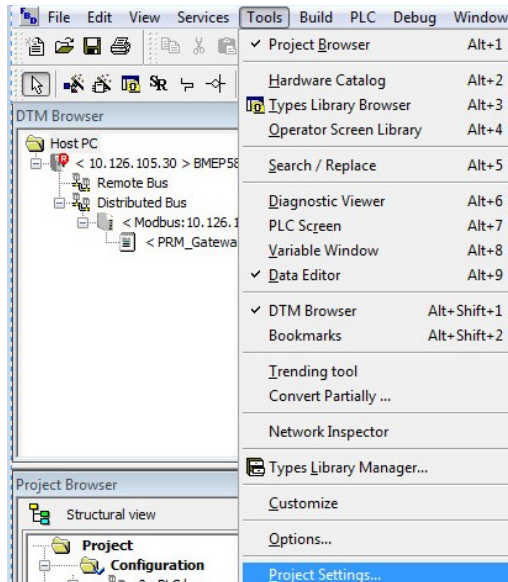 File Edit View Services Tools Build PLC Debug Window
Project Browser Alt+1
Hardware Catalog Alt+2
Types Library Browser Alt+3
Operator Screen Library Alt+4
Search / Replace Alt+5
Diagnostic Viewer Alt+6
PLC Screen Alt+7
Variable Window Alt+8
Data Editor Alt+9
DTM Browser Alt+Shift+1
Bookmarks Alt+Shift+2
Trending tool
Convert Partially ...
Network Inspector
Types Library Manager...
Customize
Options...
Project Settings...
DTM Browser
Host PC
< 10.126.105.30 > BMEP58
Remote Bus
Distributed Bus
< Modbus:10.126.1
< PRM_Gatewa
Project Browser
Structural view
Project
Configuration